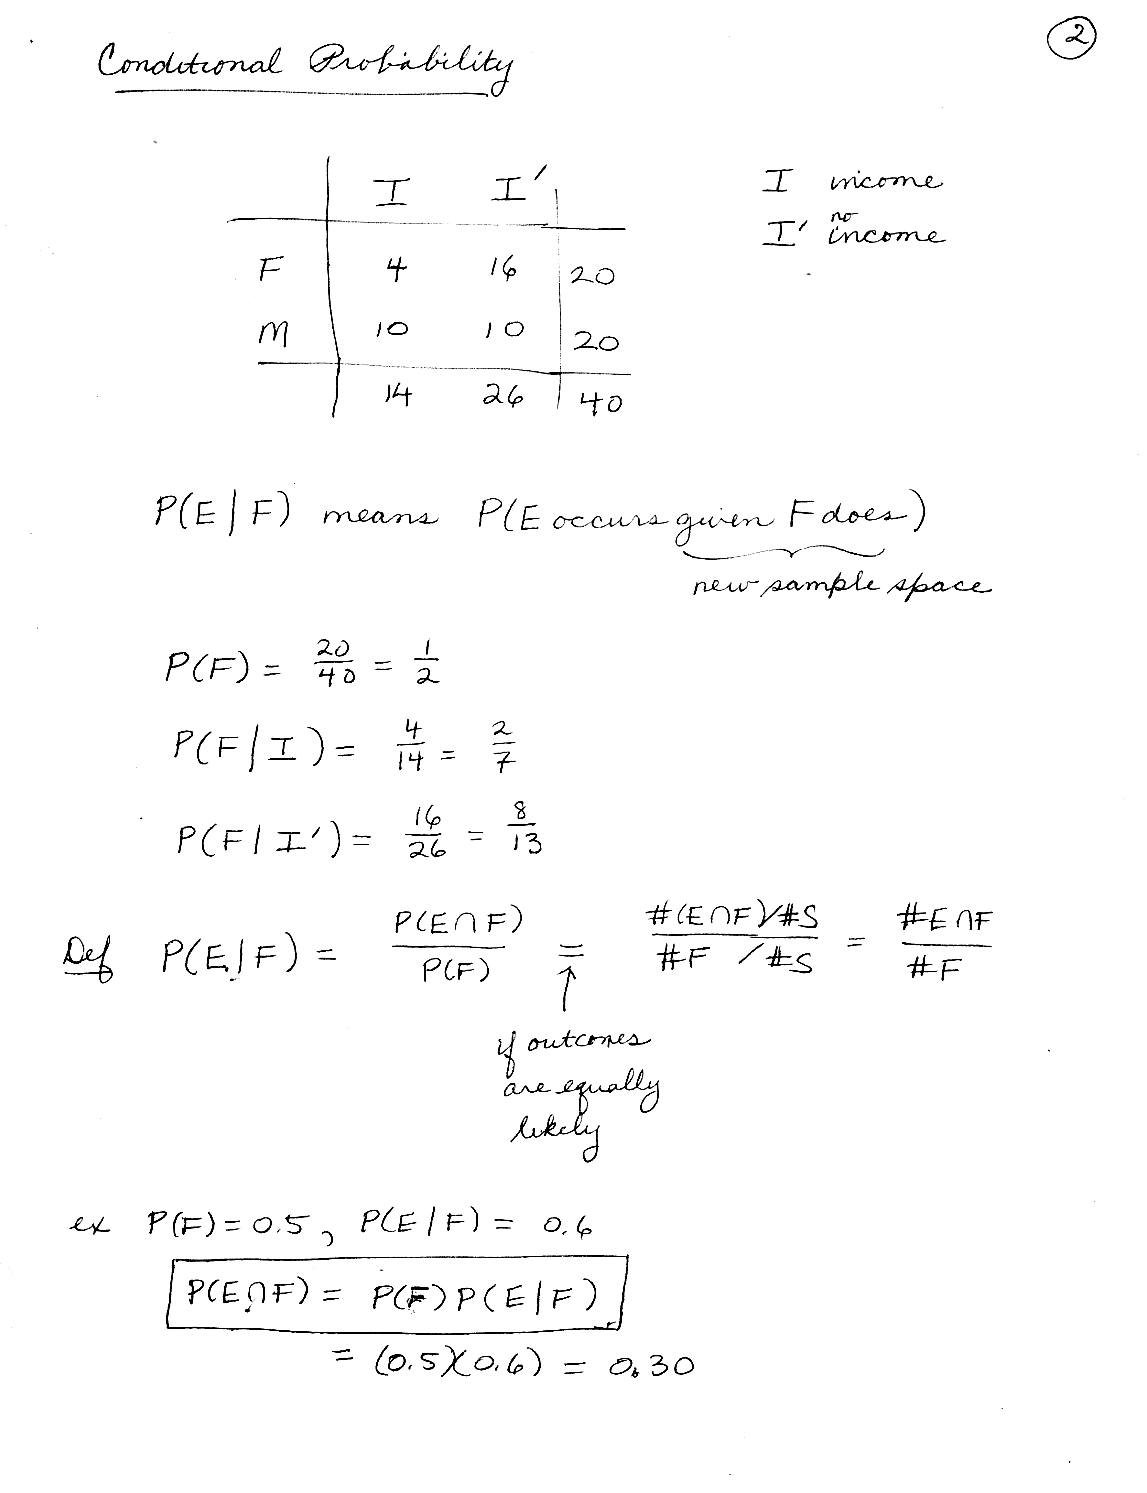 2
Conditional Probability
I I'
F 4 16 20
M 10 10 20
14 26 40
I income
I' no income
P(E|F) means P(E occurs given F does)
new sample space
P(F) = 20/40 = 1/2
P(F|I) = 4/14 = 2/7
P(F|I') = 16/26 = 8/13
Def P(E|F) = P(E∩F)/P(F) = #(E∩F)/#S / #F/#S = #E∩F/#F
↑
if outcomes
are equally
likely
ex P(F)=0.5, P(E|F) = 0.6
P(E∩F) = P(F)P(E|F)
= (0.5)(0.6) = 0.30